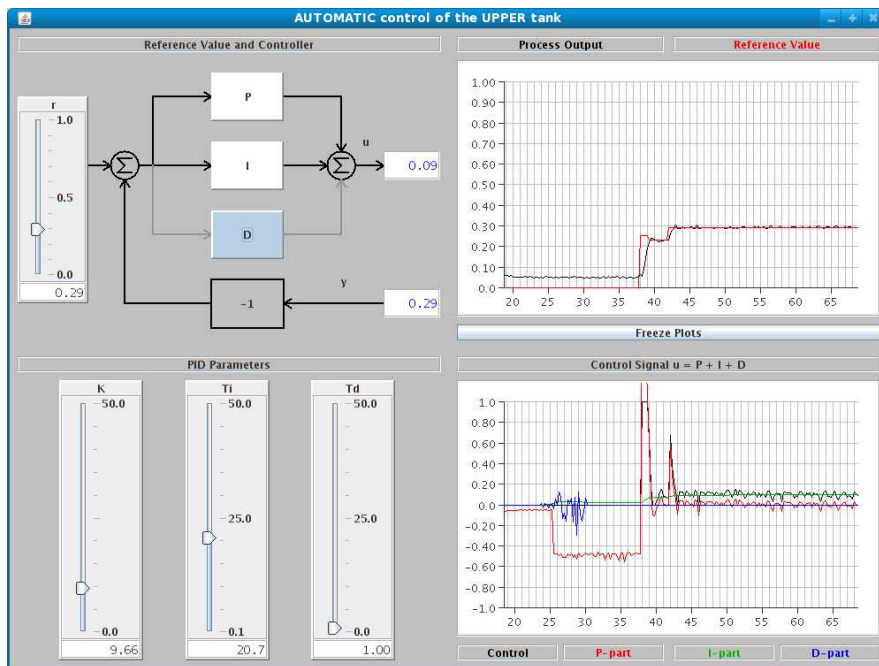 AUTOMATIC control of the UPPER tank
Reference Value and Controller
r
1.0
0.5
0.0
0.29
Σ
P
I
D
-1
Σ
u
0.09
y
0.29
Process Output
Reference Value
1.00
0.90
0.80
0.70
0.60
0.50
0.40
0.30
0.20
0.10
0.0
20 25 30 35 40 45 50 55 60 65
Freeze Plots
PID Parameters
K
50.0
25.0
0.0
9.66
Ti
50.0
25.0
0.1
20.7
Td
50.0
25.0
0.0
1.00
Control Signal u = P + I + D
1.0
0.80
0.60
0.40
0.20
0.0
-0.20
-0.40
-0.60
-0.80
-1.0
20 25 30 35 40 45 50 55 60 65
Control
P-part
I-part
D-part